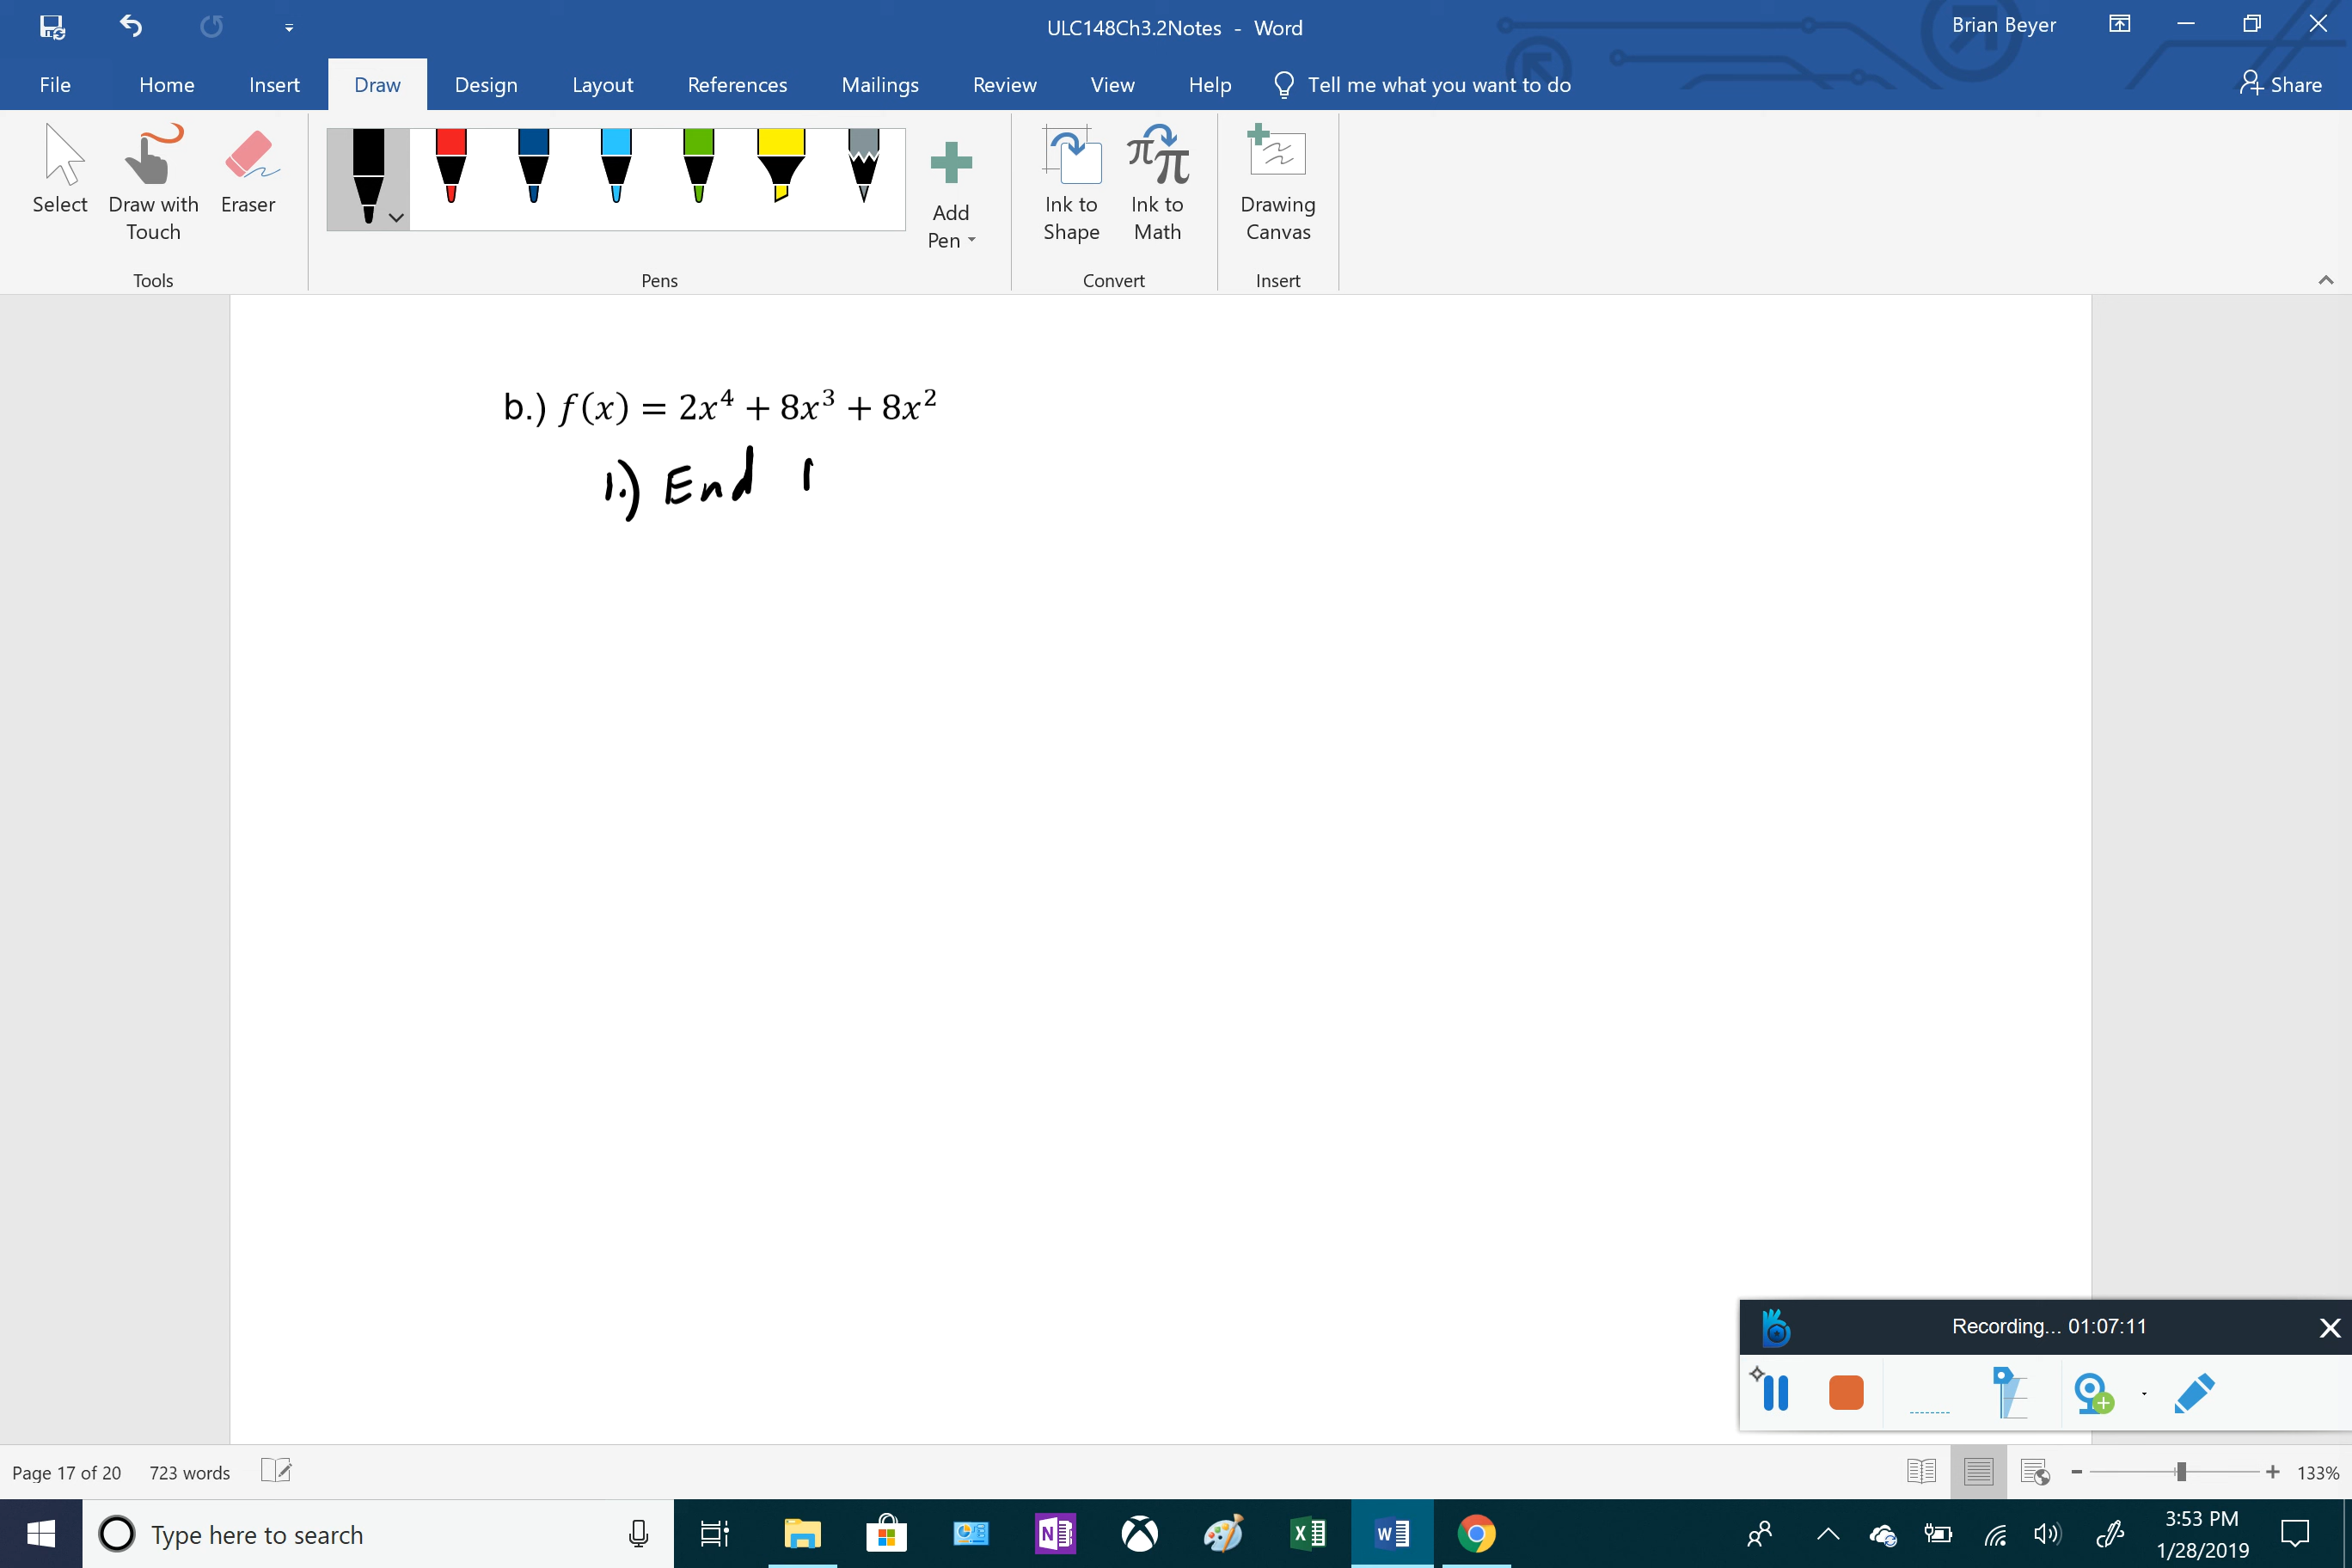 ULC148Ch3.2Notes - Word
Brian Beyer
File Home Insert Draw Design Layout References Mailings Review View Help Tell me what you want to do Share
Select
Draw with Touch
Eraser
Tools
Pens
Add Pen
Ink to Shape
Ink to Math
Convert
Drawing Canvas
Insert
b.) f(x) = 2x⁴ + 8x³ + 8x²
1.) End
Recording... 01:07:11
Page 17 of 20 723 words
133%
Type here to search
3:53 PM
1/28/2019